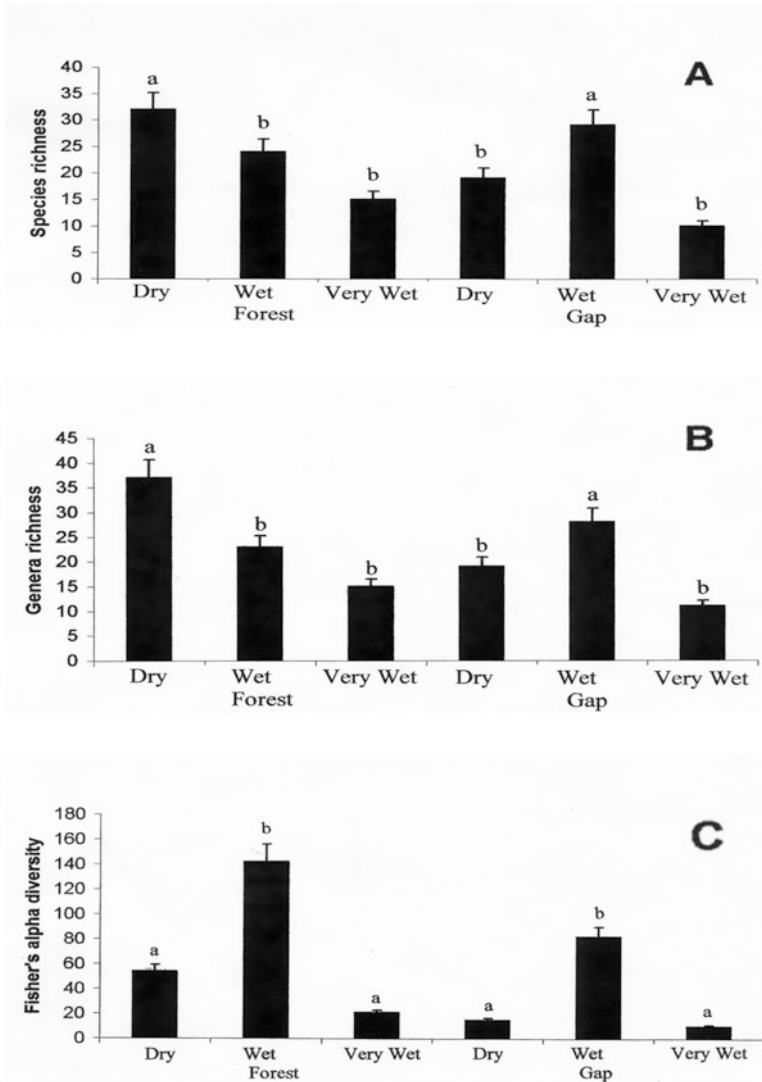 A
Species richness
40
35
30
25
20
15
10
5
0
a
b
b
b
a
b
Dry Wet Very Wet Dry Wet Very Wet
Forest Gap
B
Genera richness
45
40
35
30
25
20
15
10
5
0
a
b
b
b
a
b
Dry Wet Very Wet Dry Wet Very Wet
Forest Gap
C
Fisher's alpha diversity
180
160
140
120
100
80
60
40
20
0
a
b
a
a
b
a
Dry Wet Very Wet Dry Wet Very Wet
Forest Gap